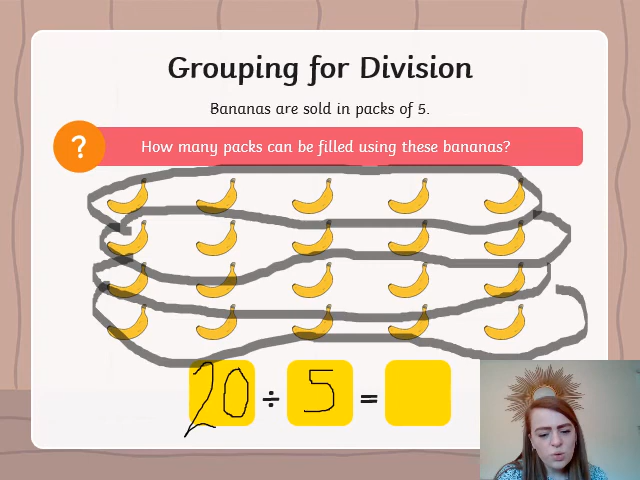 Grouping for Division
Bananas are sold in packs of 5.
? How many packs can be filled using these bananas?
20 ÷ 5 =